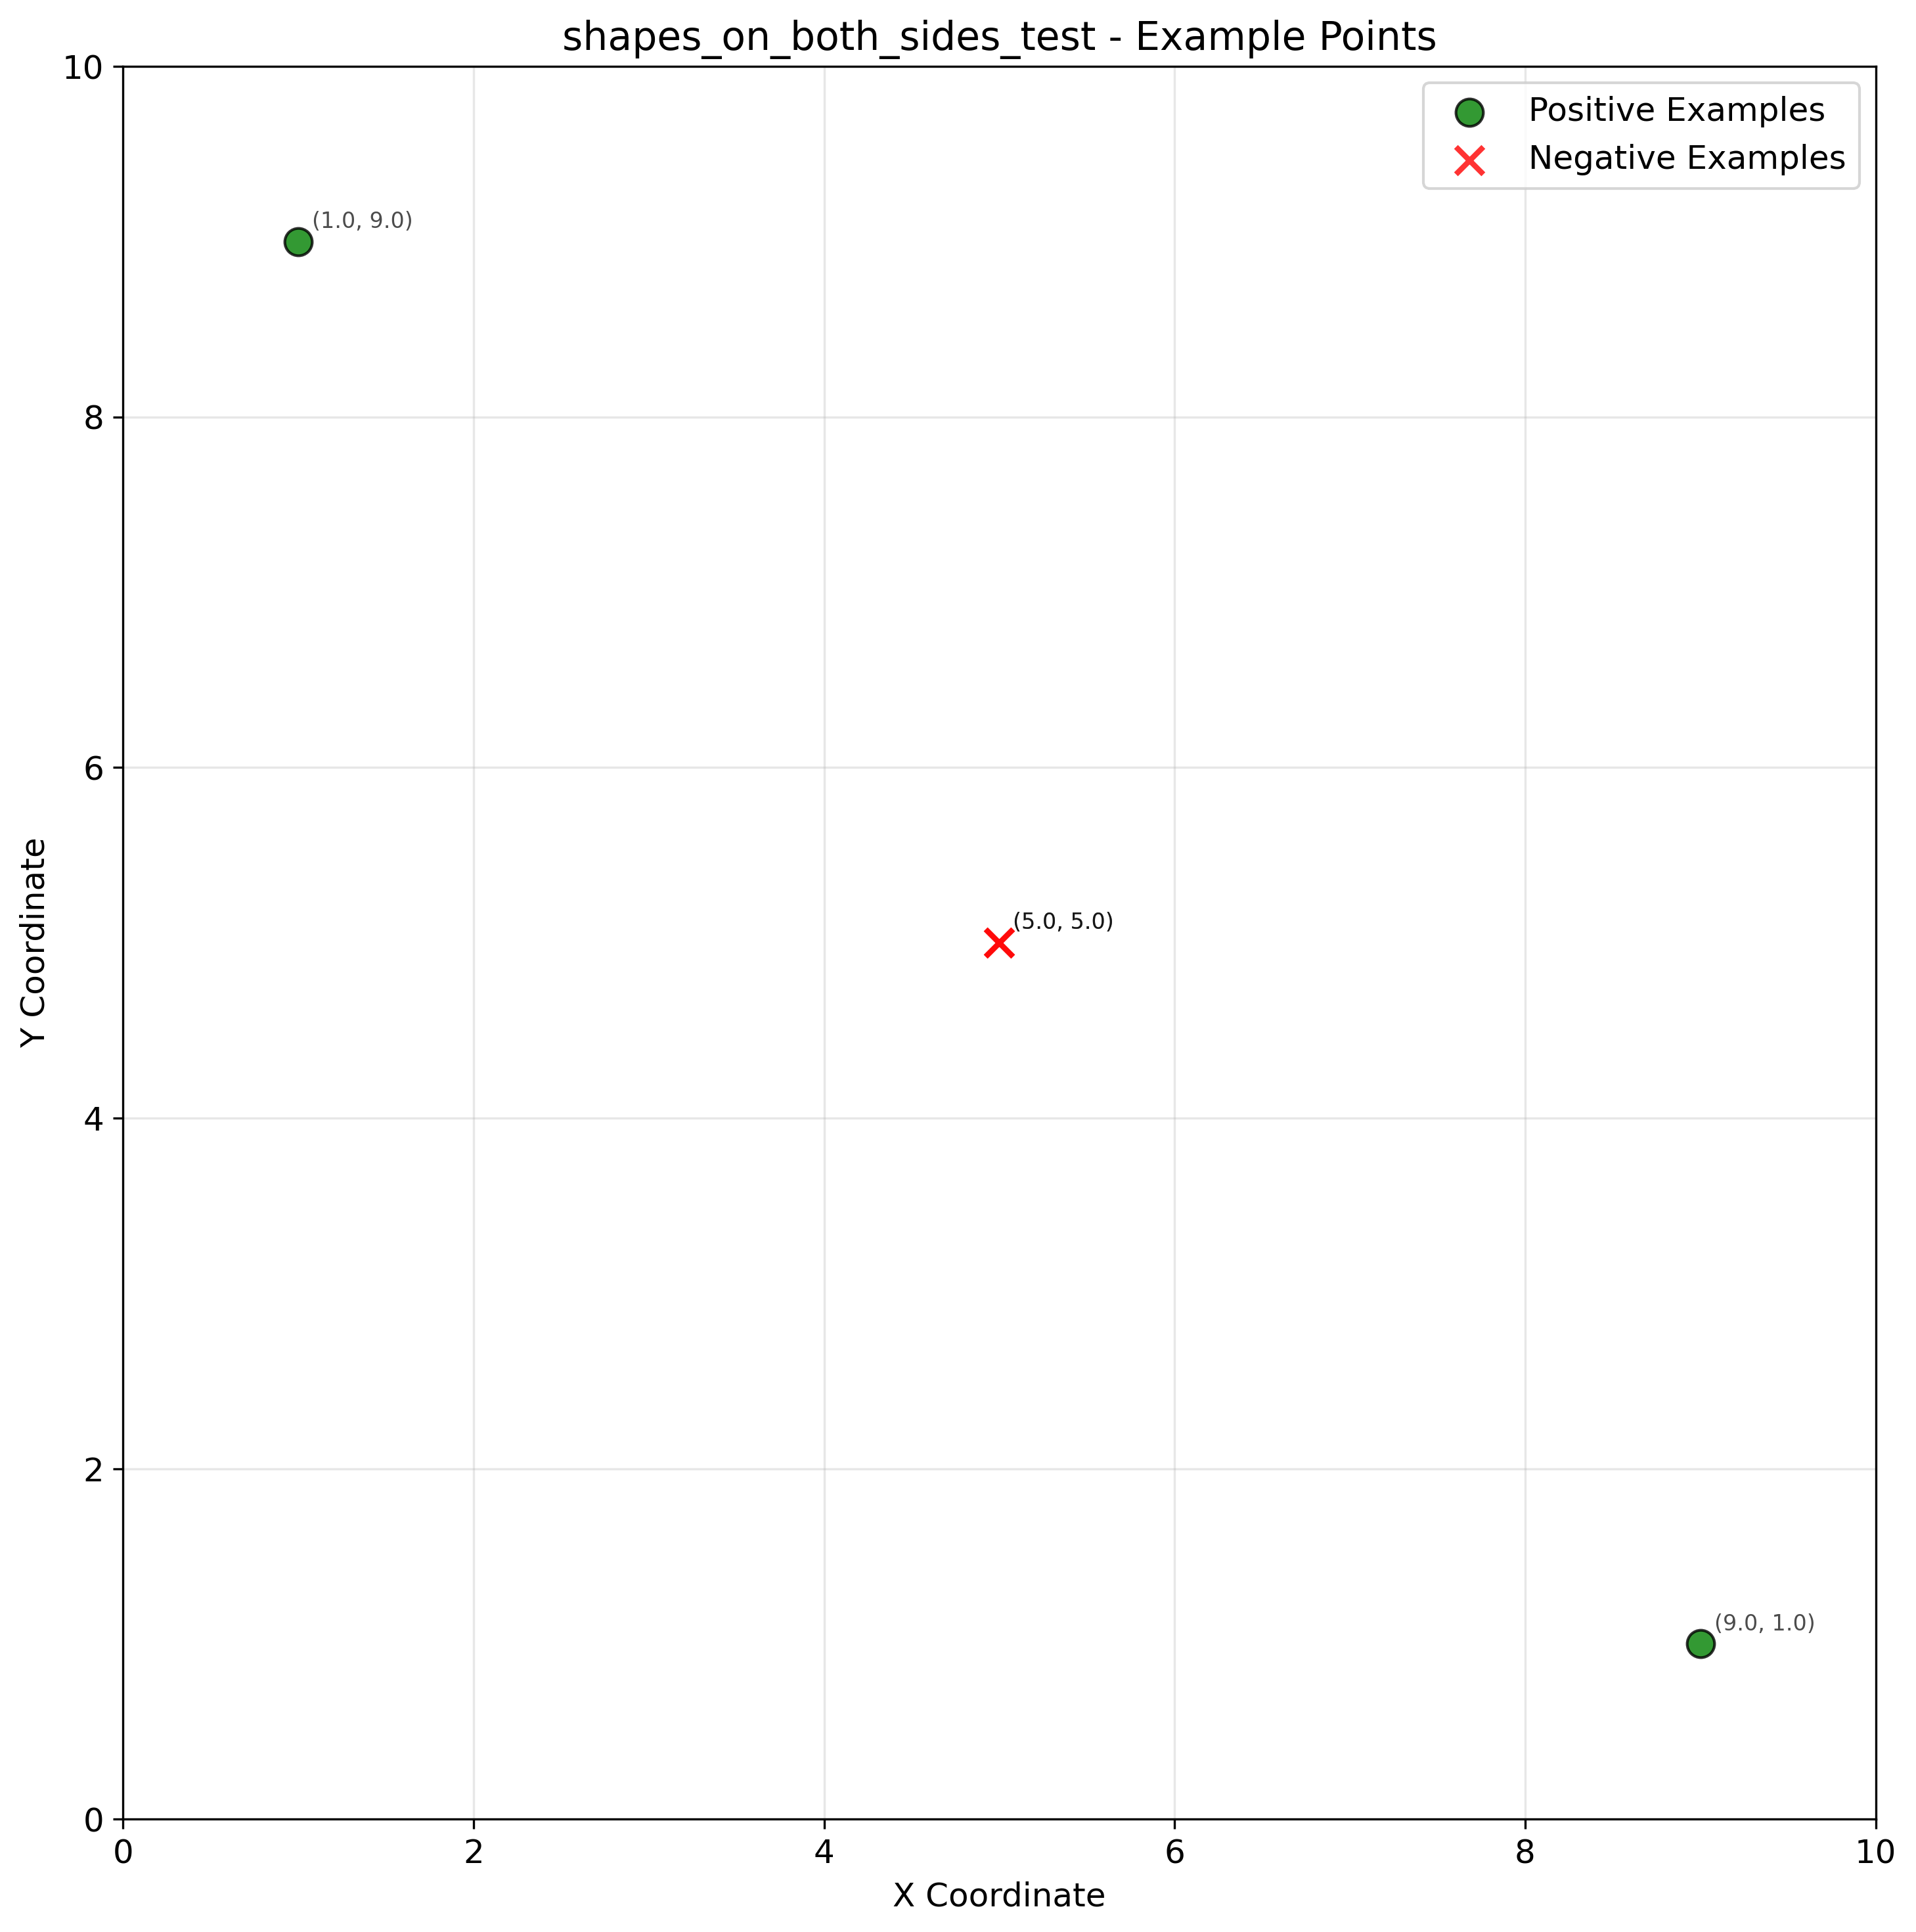 shapes_on_both_sides_test - Example Points
10
Positive Examples
Negative Examples
(1.0, 9.0)
8
6
(5.0, 5.0)
Y Coordinate
4
2
(9.0, 1.0)
0
0 2 4 6 8 10
X Coordinate